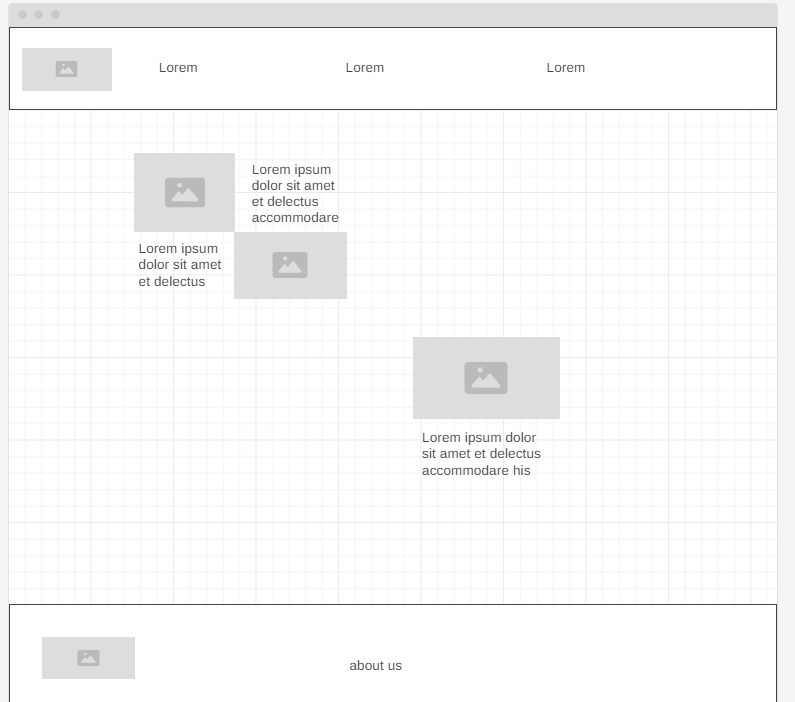 Lorem
Lorem
Lorem
Lorem ipsum
dolor sit amet
et delectus
accommodare
Lorem ipsum
dolor sit amet
et delectus
Lorem ipsum dolor
sit amet et delectus
accommodare his
about us